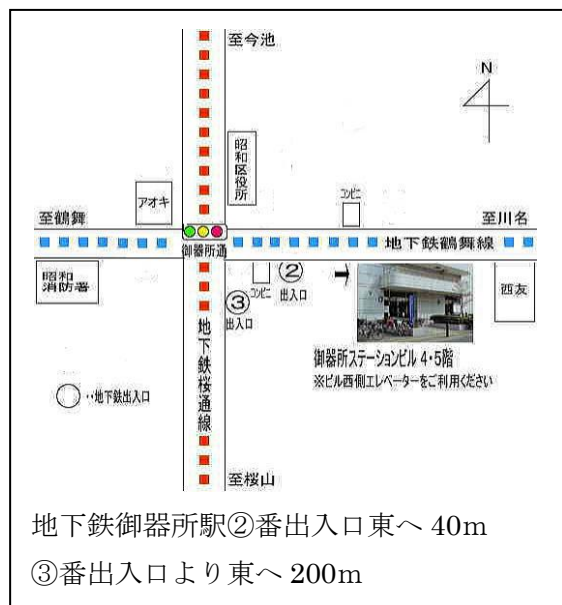 至今池
N
昭和区役所
アオキ
コンビニ
至鶴舞
至川名
地下鉄鶴舞線
御器所通
昭和
消防署
コンビニ
②
出入口
③
出入口
➡
西友
地下鉄桜通線
御器所ステーションビル 4・5階
※ビル西側エレベーターをご利用ください
○‥地下鉄出入口
至桜山
地下鉄御器所駅②番出入口東へ 40m
③番出入口より東へ 200m